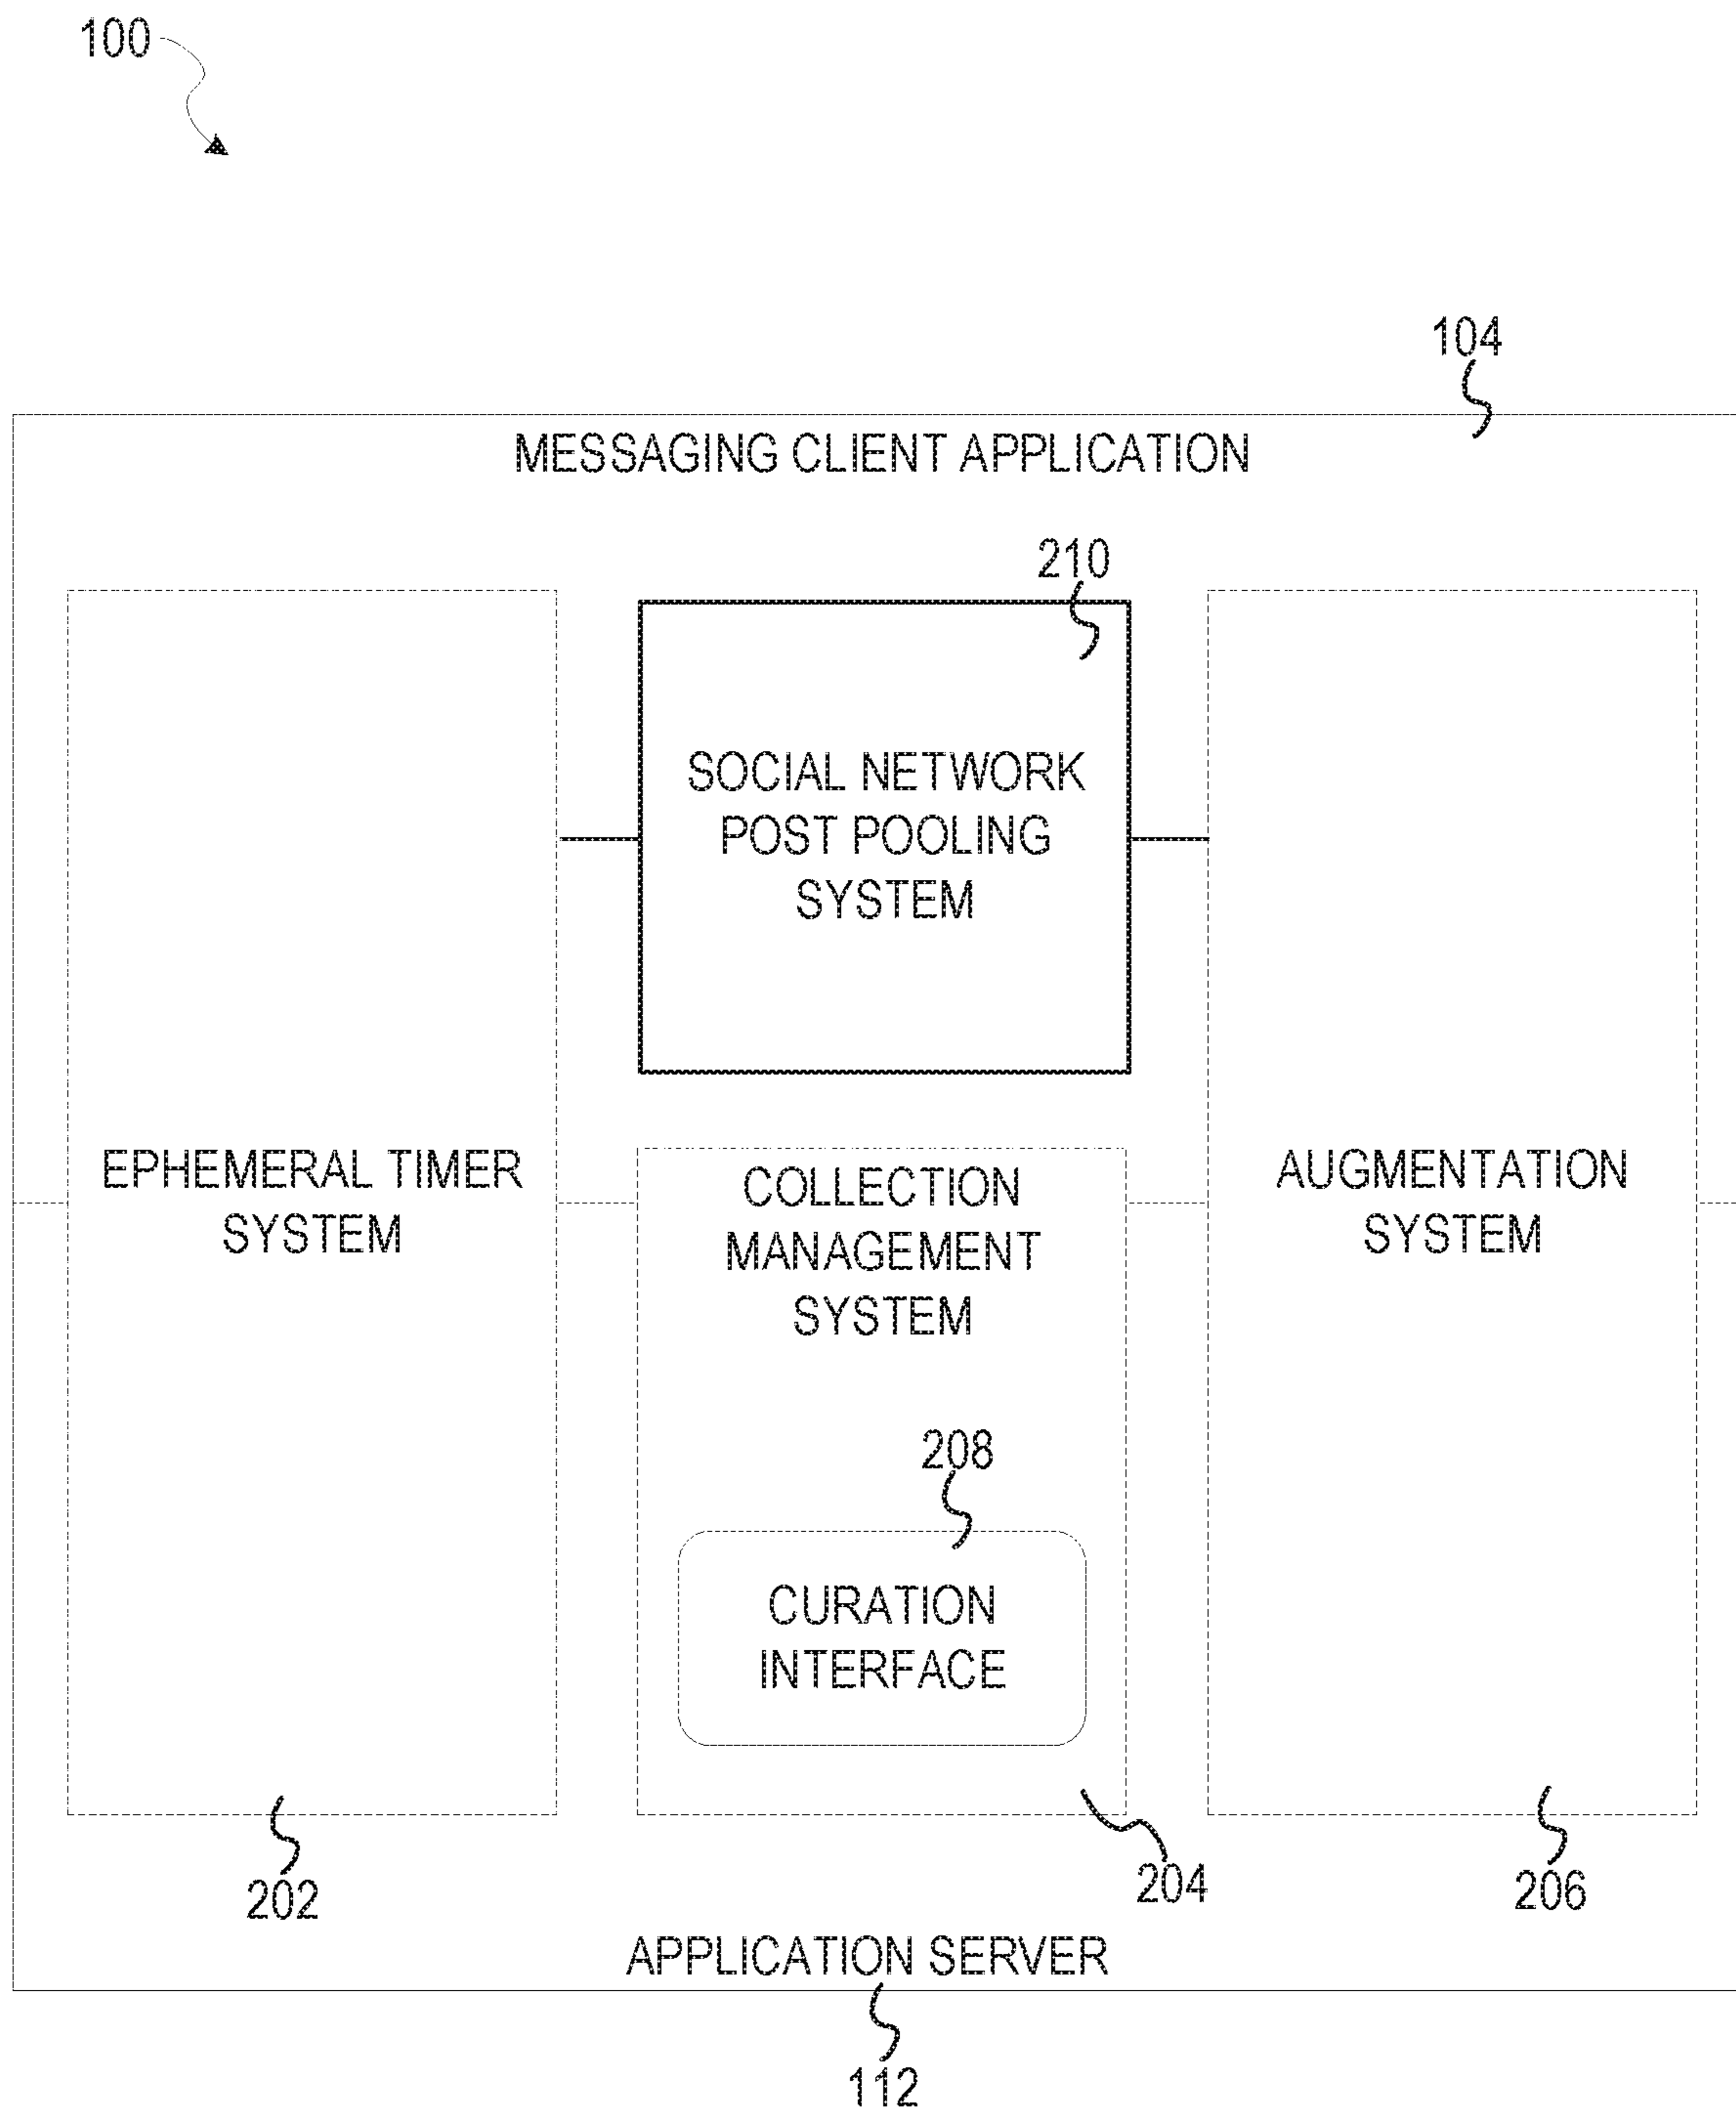 100
104
MESSAGING CLIENT APPLICATION
210
SOCIAL NETWORK
POST POOLING
SYSTEM
EPHEMERAL TIMER
SYSTEM
COLLECTION
MANAGEMENT
SYSTEM
AUGMENTATION
SYSTEM
208
CURATION
INTERFACE
202
204
206
APPLICATION SERVER
112